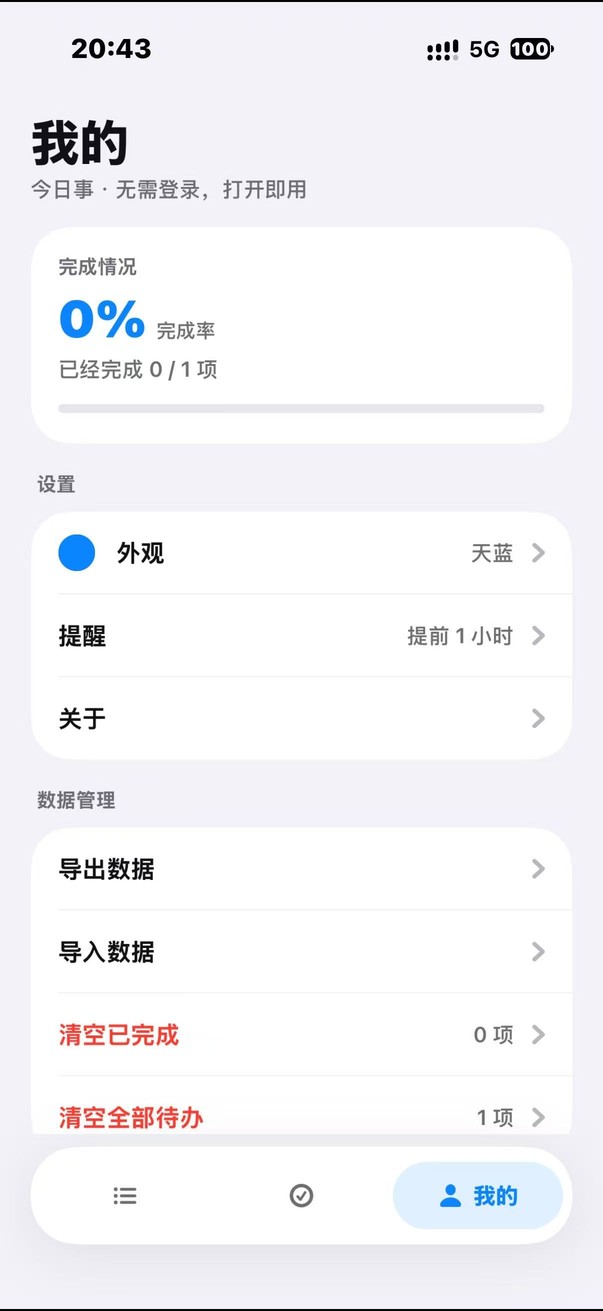 20:43 5G 100
我的
今日事 · 无需登录，打开即用
完成情况
0% 完成率
已经完成 0 / 1 项
设置
外观 天蓝
提醒 提前 1 小时
关于
数据管理
导出数据
导入数据
清空已完成 0 项
清空全部待办 1 项
我的